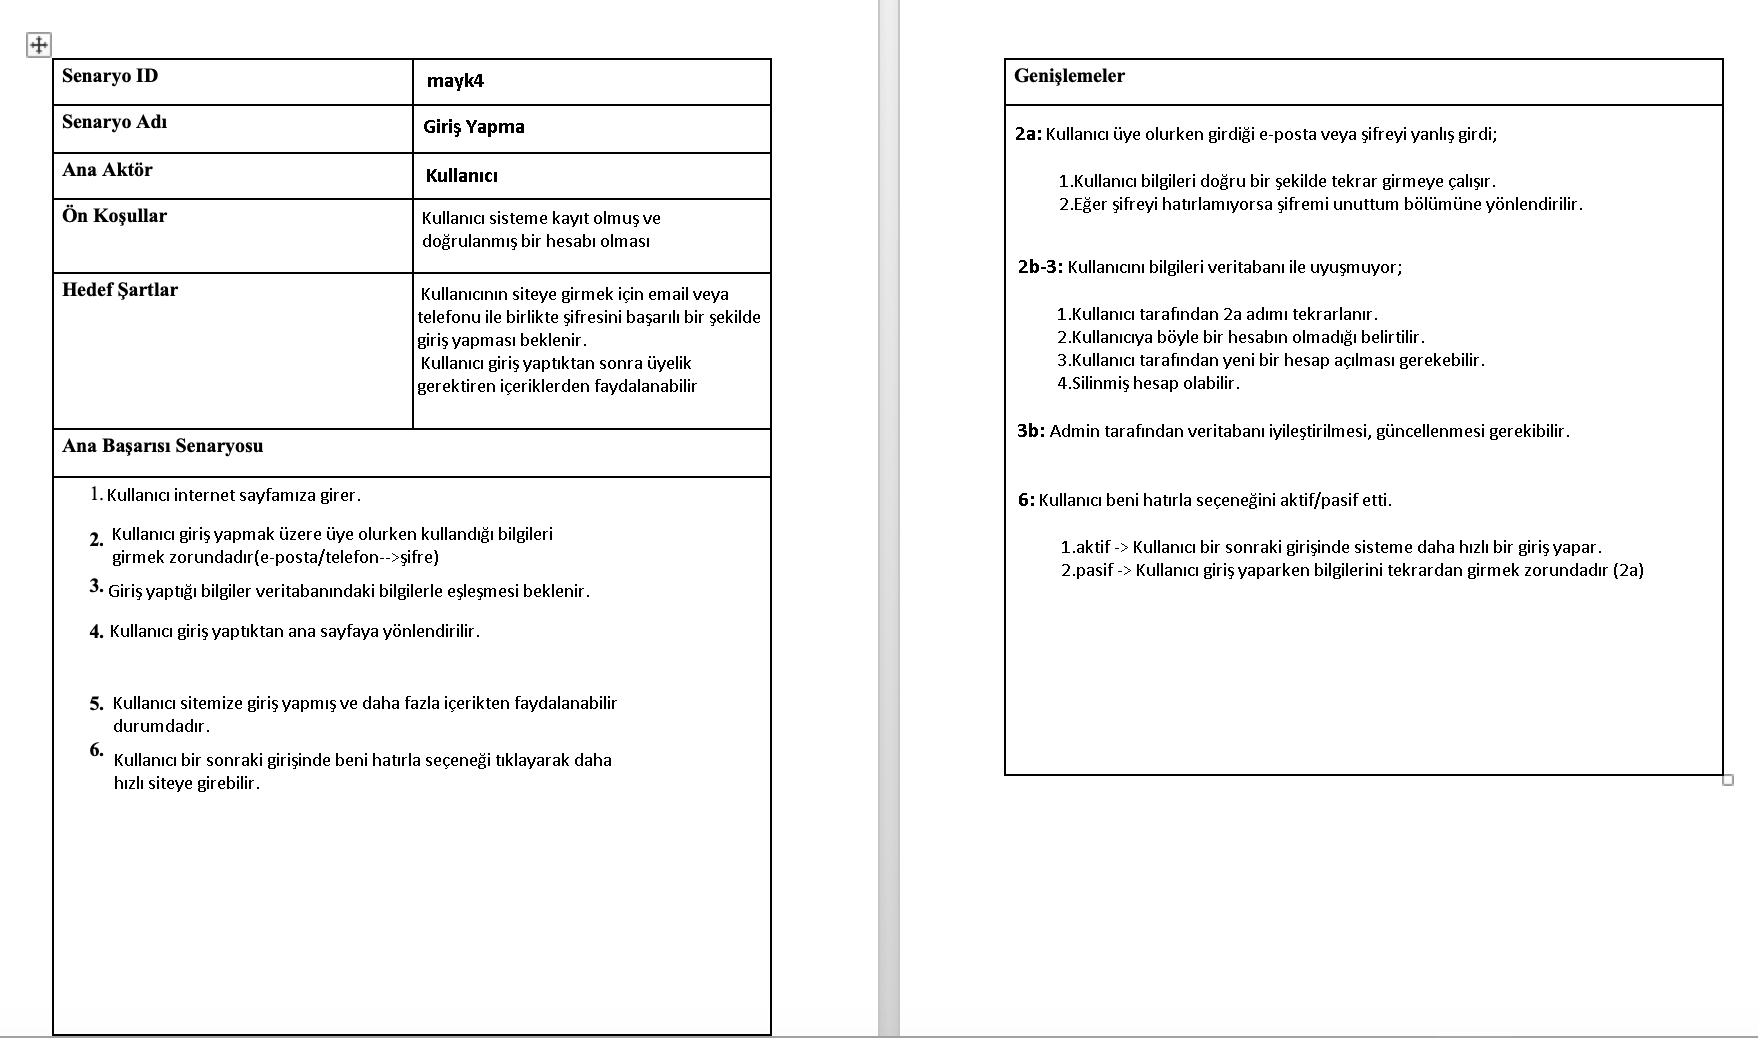 Senaryo ID
mayk4
Senaryo Adı
Giriş Yapma
Ana Aktör
Kullanıcı
Ön Koşullar
Kullanıcı sisteme kayıt olmuş ve
doğrulanmış bir hesabı olması
Hedef Şartlar
Kullanıcının siteye girmek için email veya
telefonu ile birlikte şifresini başarılı bir şekilde
giriş yapması beklenir.
Kullanıcı giriş yaptıktan sonra üyelik
gerektiren içeriklerden faydalanabilir
Ana Başarısı Senaryosu
1. Kullanıcı internet sayfamıza girer.
2. Kullanıcı giriş yapmak üzere üye olurken kullandığı bilgileri
girmek zorundadır(e-posta/telefon-->şifre)
3. Giriş yaptığı bilgiler veritabanındaki bilgilerle eşleşmesi beklenir.
4. Kullanıcı giriş yaptıktan ana sayfaya yönlendirilir.
5. Kullanıcı sitemize giriş yapmış ve daha fazla içerikten faydalanabilir
durumdadır.
6. Kullanıcı bir sonraki girişinde beni hatırla seçeneği tıklayarak daha
hızlı siteye girebilir.
Genişlemeler
2a: Kullanıcı üye olurken girdiği e-posta veya şifreyi yanlış girdi;
1.Kullanıcı bilgileri doğru bir şekilde tekrar girmeye çalışır.
2.Eğer şifreyi hatırlamıyorsa şifremi unuttum bölümüne yönlendirilir.
2b-3: Kullanıcını bilgileri veritabanı ile uyuşmuyor;
1.Kullanıcı tarafından 2a adımı tekrarlanır.
2.Kullanıcıya böyle bir hesabın olmadığı belirtilir.
3.Kullanıcı tarafından yeni bir hesap açılması gerekebilir.
4.Silinmiş hesap olabilir.
3b: Admin tarafından veritabanı iyileştirilmesi, güncellenmesi gerekibilir.
6: Kullanıcı beni hatırla seçeneğini aktif/pasif etti.
1.aktif -> Kullanıcı bir sonraki girişinde sisteme daha hızlı bir giriş yapar.
2.pasif -> Kullanıcı giriş yaparken bilgilerini tekrardan girmek zorundadır (2a)